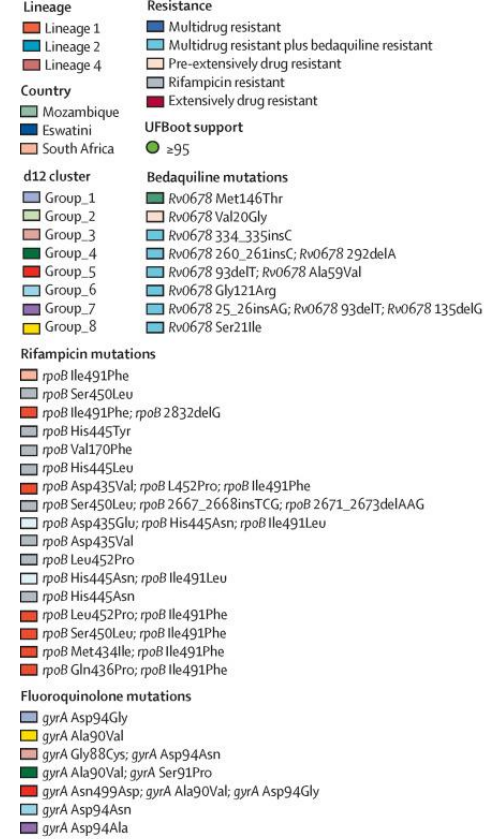 Lineage
Lineage 1
Lineage 2
Lineage 4
Country
Mozambique
Eswatini
South Africa
Resistance
Multidrug resistant
Multidrug resistant plus bedaquiline resistant
Pre-extensively drug resistant
Rifampicin resistant
Extensively drug resistant
UFBoot support
≥95
d12 cluster
Group_1
Group_2
Group_3
Group_4
Group_5
Group_6
Group_7
Group_8
Bedaquiline mutations
Rv0678 Met146Thr
Rv0678 Val20Gly
Rv0678 334_335insC
Rv0678 260_261insC; Rv0678 292delA
Rv0678 93delT; Rv0678 Ala59Val
Rv0678 Gly121Arg
Rv0678 25_26insAG; Rv0678 93delT; Rv0678 135delG
Rv0678 Ser21Ile
Rifampicin mutations
rpoB Ile491Phe
rpoB Ser450Leu
rpoB Ile491Phe; rpoB 2832delG
rpoB His445Tyr
rpoB Val170Phe
rpoB His445Leu
rpoB Asp435Val; rpoB L452Pro; rpoB Ile491Phe
rpoB Ser450Leu; rpoB 2667_2668insTCG; rpoB 2671_2673delAAG
rpoB Asp435Glu; rpoB His445Asn; rpoB Ile491Leu
rpoB Asp435Val
rpoB Leu452Pro
rpoB His445Asn; rpoB Ile491Leu
rpoB His445Asn
rpoB Leu452Pro; rpoB Ile491Phe
rpoB Ser450Leu; rpoB Ile491Phe
rpoB Met434Ile; rpoB Ile491Phe
rpoB Gln436Pro; rpoB Ile491Phe
Fluoroquinolone mutations
gyrA Asp94Gly
gyrA Ala90Val
gyrA Gly88Cys; gyrA Asp94Asn
gyrA Ala90Val; gyrA Ser91Pro
gyrA Asn499Asp; gyrA Ala90Val; gyrA Asp94Gly
gyrA Asp94Asn
gyrA Asp94Ala